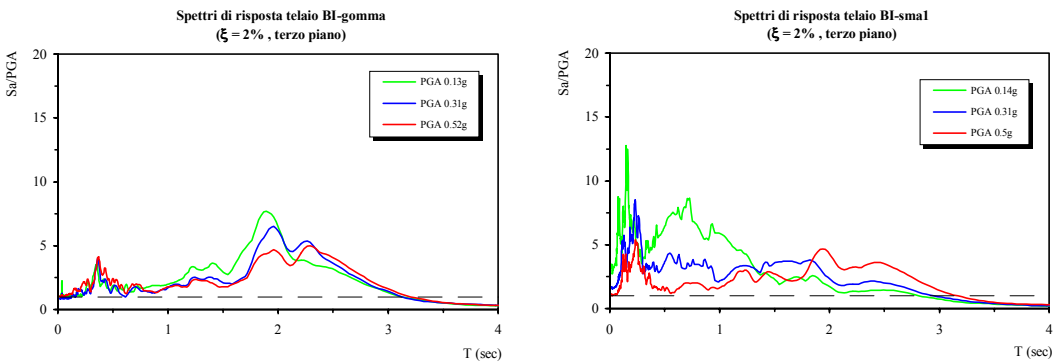 Spettri di risposta telaio BI-gomma
(ξ = 2% , terzo piano)
Sa/PGA
20
15
10
5
0
0
1
2
3
4
T (sec)
PGA 0.13g
PGA 0.31g
PGA 0.52g
Spettri di risposta telaio BI-sma1
(ξ = 2% , terzo piano)
Sa/PGA
20
15
10
5
0
0
1
2
3
4
T (sec)
PGA 0.14g
PGA 0.31g
PGA 0.5g